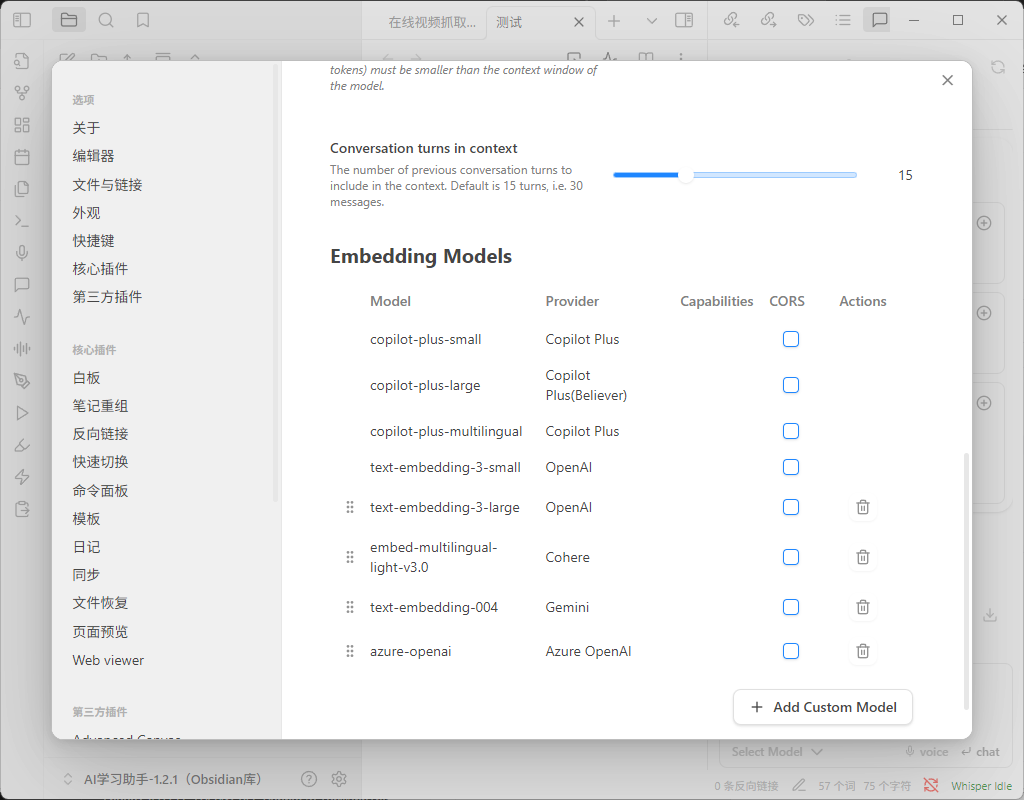 在线视频抓取...
测试
选项
关于
编辑器
文件与链接
外观
快捷键
核心插件
第三方插件
核心插件
白板
笔记重组
反向链接
快速切换
命令面板
模板
日记
同步
文件恢复
页面预览
Web viewer
第三方插件
Advanced Canvas
tokens) must be smaller than the context window of
the model.
Conversation turns in context
The number of previous conversation turns to
include in the context. Default is 15 turns, i.e. 30
messages.
15
Embedding Models
Model Provider Capabilities CORS Actions
copilot-plus-small Copilot Plus
copilot-plus-large Copilot
Plus(Believer)
copilot-plus-multilingual Copilot Plus
text-embedding-3-small OpenAI
text-embedding-3-large OpenAI
embed-multilingual-
light-v3.0 Cohere
text-embedding-004 Gemini
azure-openai Azure OpenAI
+ Add Custom Model
Select Model voice chat
AI学习助手-1.2.1（Obsidian库）
0 条反向链接 57 个词 75 个字符 Whisper Idle